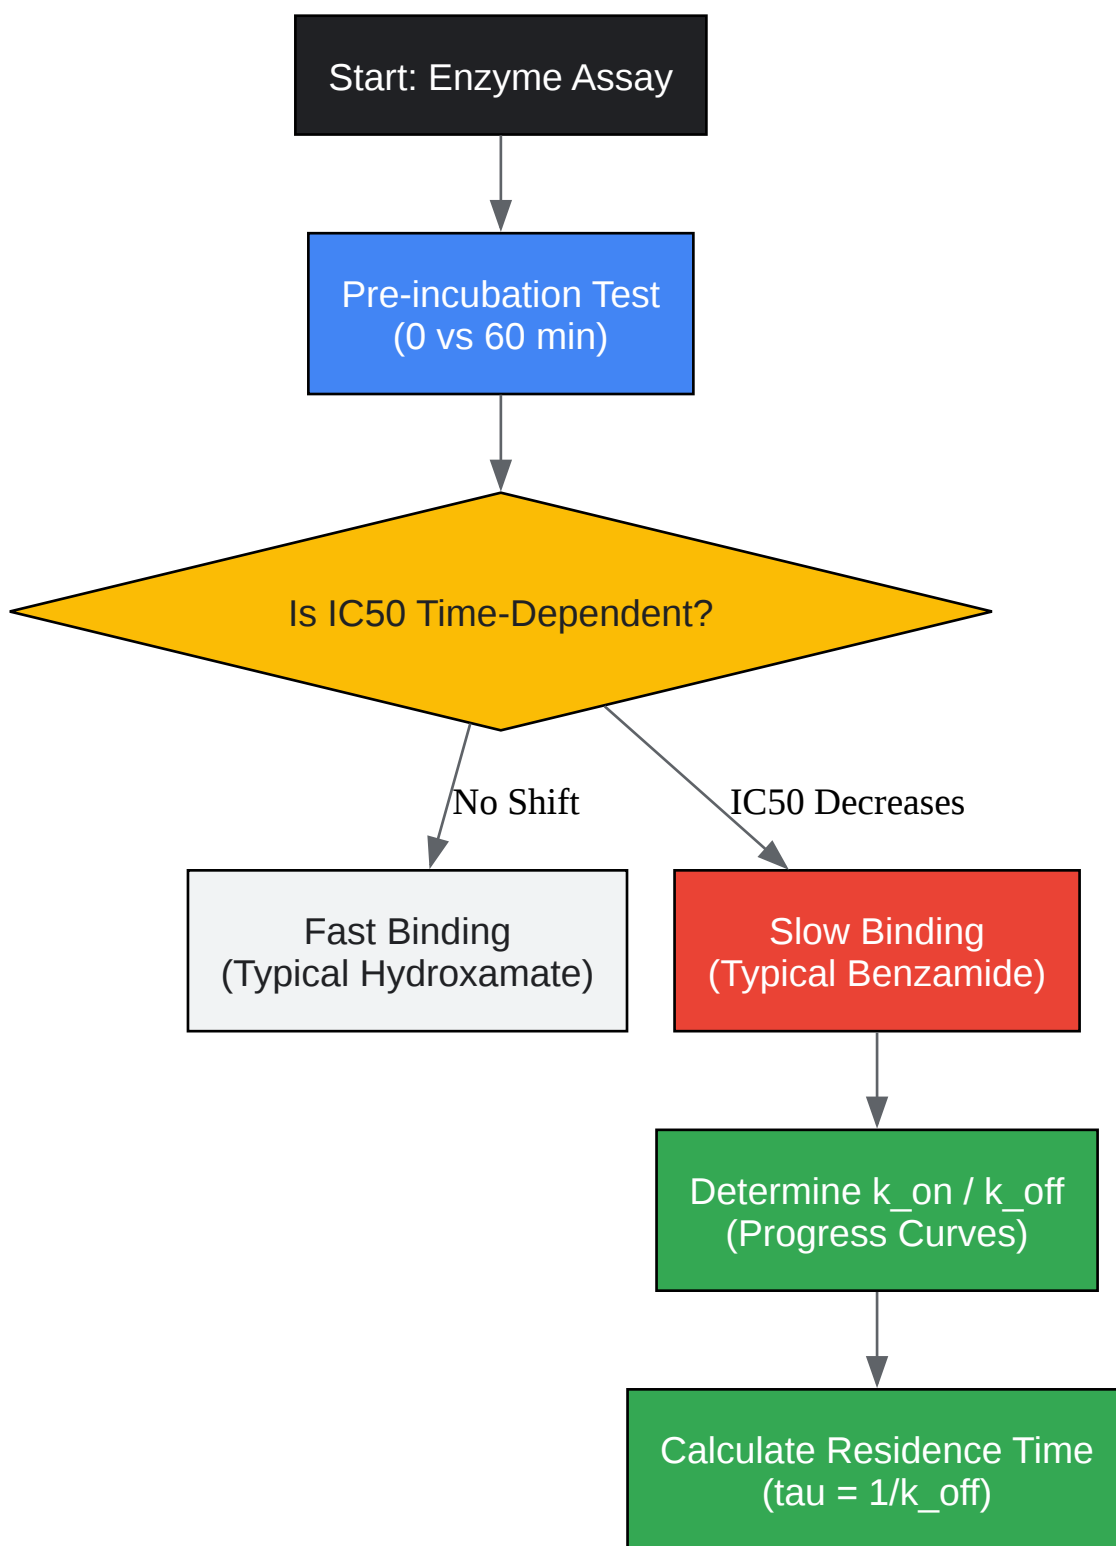 Start: Enzyme Assay
Pre-incubation Test
(0 vs 60 min)
Is IC50 Time-Dependent?
No Shift
IC50 Decreases
Fast Binding
(Typical Hydroxamate)
Slow Binding
(Typical Benzamide)
Determine k_on / k_off
(Progress Curves)
Calculate Residence Time
(tau = 1/k_off)